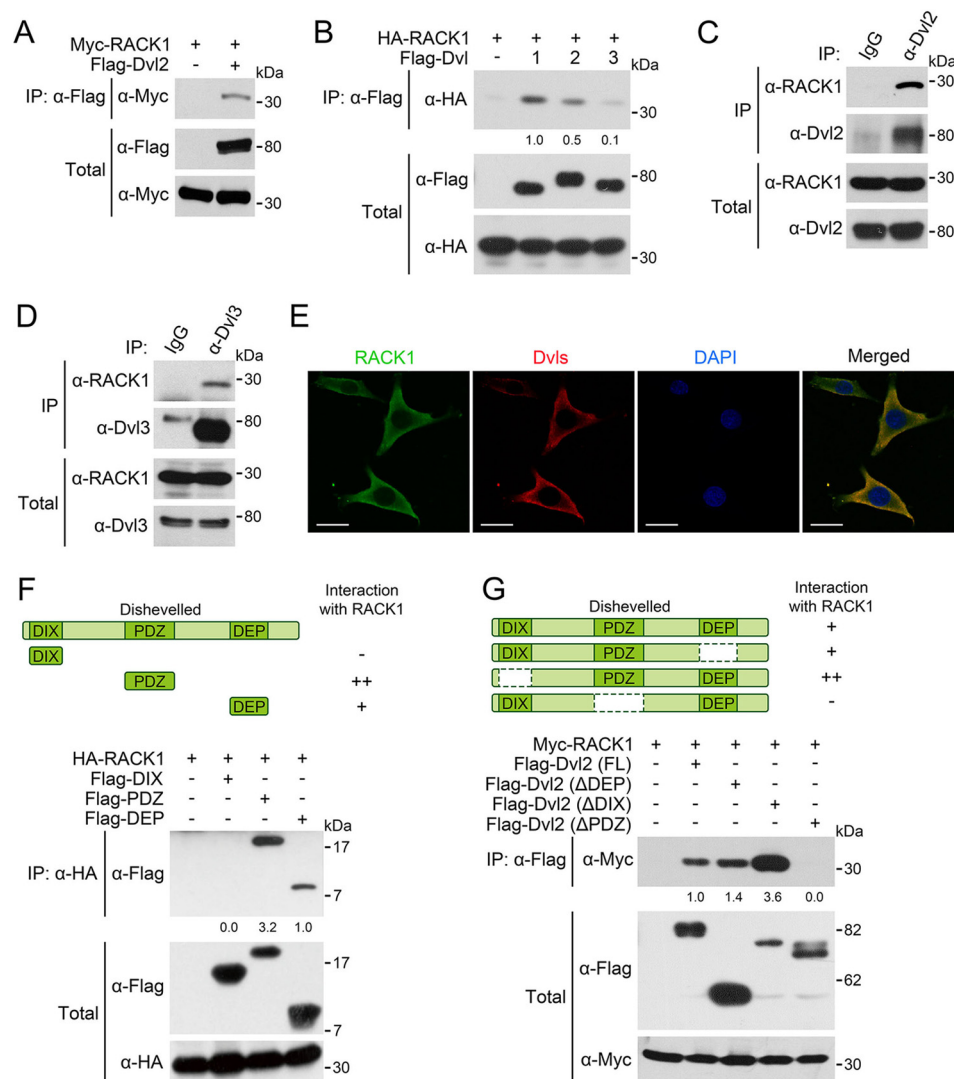 A
Myc-RACK1 + +
Flag-Dvl2 - +
kDa
IP: α-Flag α-Myc -30
Total
α-Flag -80
α-Myc -30
B
HA-RACK1 + + + +
Flag-Dvl - 1 2 3
kDa
IP: α-Flag α-HA -30
1.0 0.5 0.1
Total
α-Flag -80
α-HA -30
C
IP: IgG α-Dvl2
kDa
IP
α-RACK1 -30
α-Dvl2 -80
Total
α-RACK1 -30
α-Dvl2 -80
D
IP: IgG α-Dvl3
kDa
IP
α-RACK1 -30
α-Dvl3 -80
Total
α-RACK1 -30
α-Dvl3 -80
E
RACK1 Dvls DAPI Merged
F
Dishevelled
Interaction
with RACK1
DIX PDZ DEP
DIX -
PDZ ++
DEP +
HA-RACK1 + + + +
Flag-DIX - + - -
Flag-PDZ - - + -
Flag-DEP - - - +
kDa
IP: α-HA α-Flag -17
-7
0.0 3.2 1.0
Total
α-Flag -17
-7
α-HA -30
G
Dishevelled
Interaction
with RACK1
DIX PDZ DEP +
DIX PDZ +
PDZ DEP ++
DIX DEP -
Myc-RACK1 + + + + +
Flag-Dvl2 (FL) - + - - -
Flag-Dvl2 (ΔDEP) - - + - -
Flag-Dvl2 (ΔDIX) - - - + -
Flag-Dvl2 (ΔPDZ) - - - - +
kDa
IP: α-Flag α-Myc -30
1.0 1.4 3.6 0.0
Total
α-Flag -82
-62
α-Myc -30